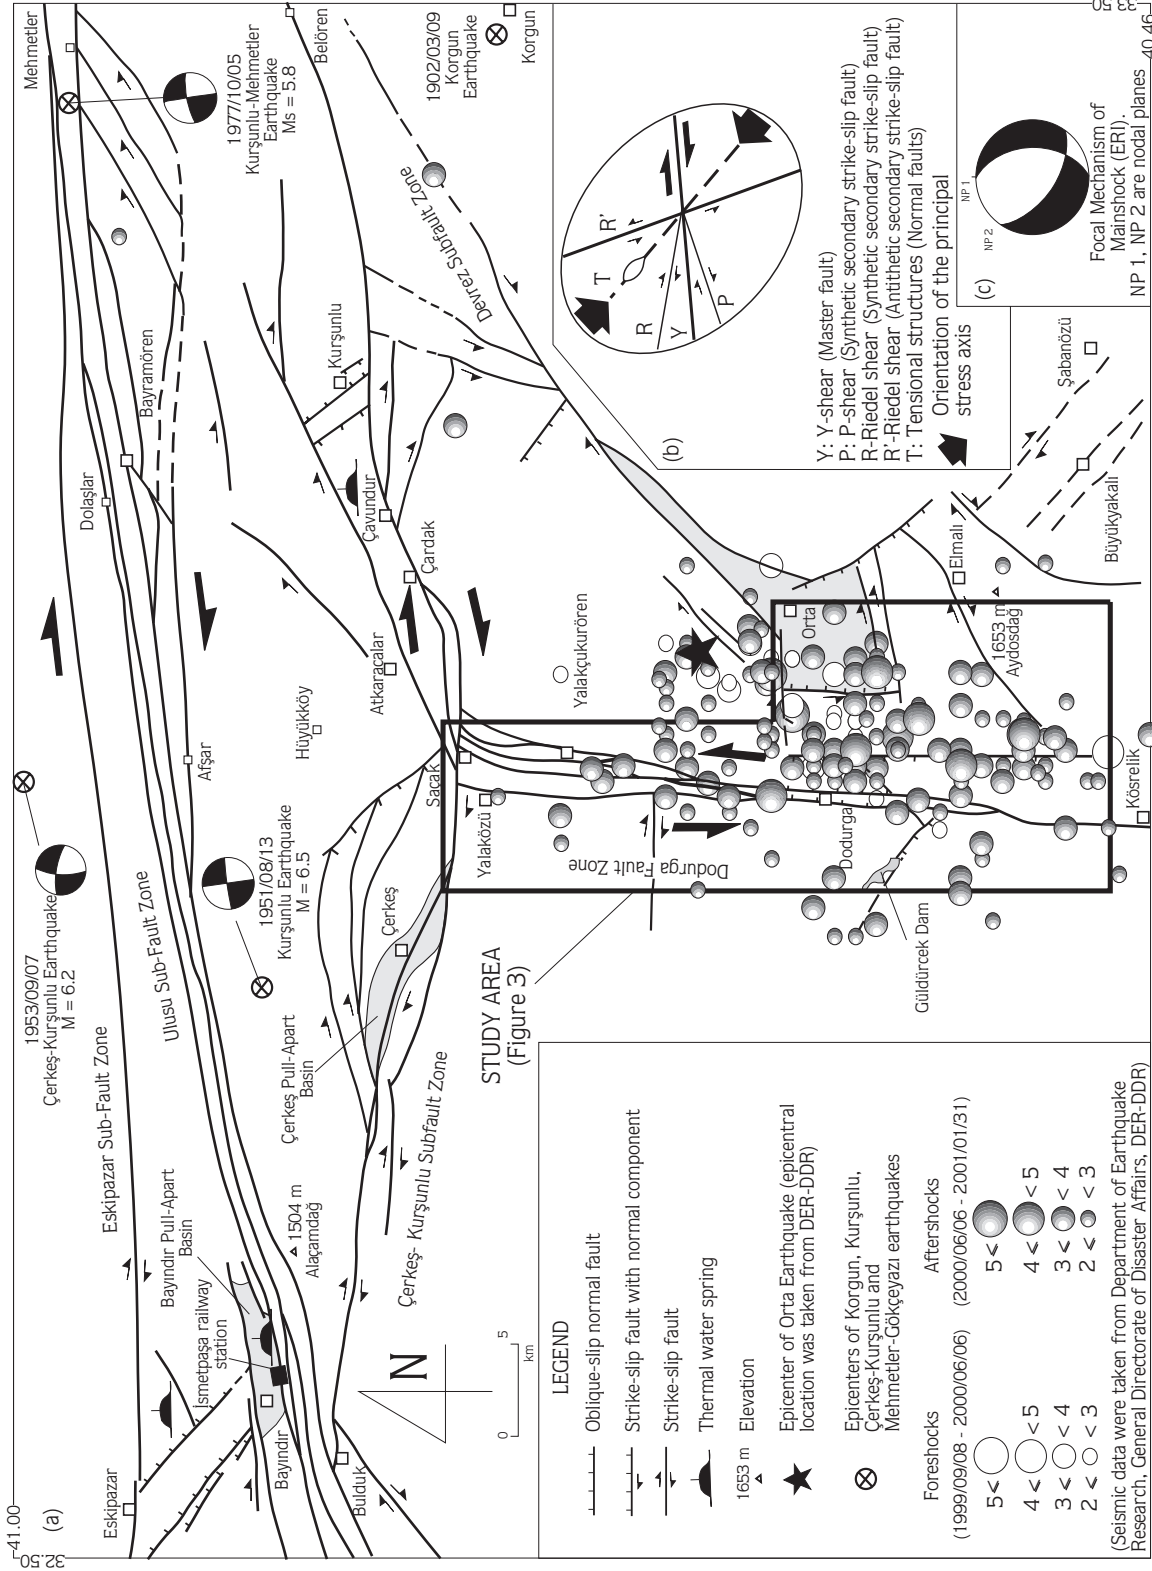 41.00
32.50
(a)
Eskipazar
1953/09/07
Çerkeş-Kurşunlu Earthquake
M = 6.2
Mehmetler
Eskipazar Sub-Fault Zone
Ulusu Sub-Fault Zone
Dolaşlar
Bayramören
1977/10/05
Kurşunlu-Mehmetler
Earthquake
Ms = 5.8
Belören
Bayındır Pull-Apart
Basin
İsmetpaşa railway
station
Bayındır
Bulduk
1504 m
Alaçamdağ
Afşar
1951/08/13
Kurşunlu Earthquake
M = 6.5
Hüyükköy
Kurşunlu
Çavundur
Çardak
Atkaracalar
Çerkeş Pull-Apart
Basin
Çerkeş
Çerkeş- Kurşunlu Subfault Zone
Saçak
Yalaközü
Yalakçukurören
Devrez Subfault Zone
1902/03/09
Korgun
Earthquake
Korgun
N
0
5
km
STUDY AREA
(Figure 3)
Dodurga Fault Zone
Dodurga
Güldürcek Dam
Orta
Elmalı
1653 m
Aydosdağ
Kösrelik
Büyükyakalı
Şabanözü
(b)
R
Y
P
T
R'
Y: Y-shear (Master fault)
P: P-shear (Synthetic secondary strike-slip fault)
R-Riedel shear (Synthetic secondary strike-slip fault)
R'-Riedel shear (Antithetic secondary strike-slip fault)
T: Tensional structures (Normal faults)
Orientation of the principal
stress axis
(c)
NP 1
NP 2
Focal Mechanism of
Mainshock (ERI).
NP 1, NP 2 are nodal planes
33.50
40.46
LEGEND
Oblique-slip normal fault
Strike-slip fault with normal component
Strike-slip fault
Thermal water spring
1653 m
Elevation
Epicenter of Orta Earthquake (epicentral
location was taken from DER-DDR)
Epicenters of Korgun, Kurşunlu,
Çerkeş-Kurşunlu and
Mehmetler-Gökçeyazı earthquakes
Foreshocks
Aftershocks
(1999/09/08 - 2000/06/06)
(2000/06/06 - 2001/01/31)
5≤
5≤
4 ≤ < 5
4 ≤ < 5
3 ≤ < 4
3 ≤ < 4
2 ≤ < 3
2 ≤ < 3
(Seismic data were taken from Department of Earthquake
Research, General Directorate of Disaster Affairs, DER-DDR)